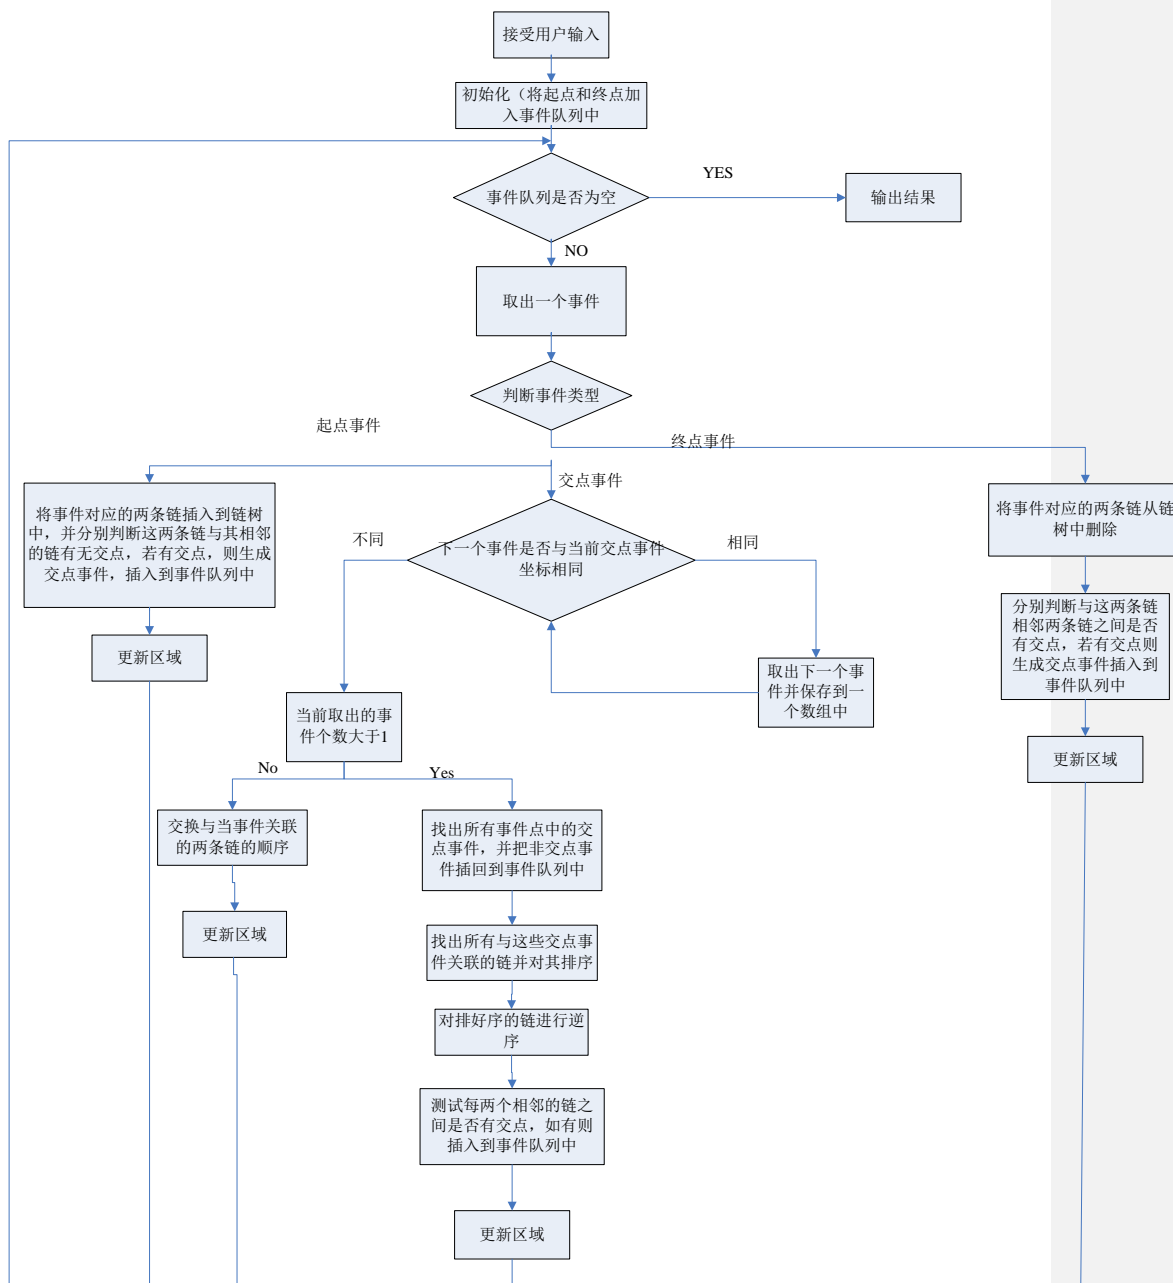 接受用户输入
初始化（将起点和终点加
入事件队列中
事件队列是否为空
YES
输出结果
NO
取出一个事件
判断事件类型
起点事件
终点事件
交点事件
将事件对应的两条链插入到链树
中，并分别判断这两条链与其相邻
的链有无交点，若有交点，则生成
交点事件，插入到事件队列中
更新区域
不同
下一个事件是否与当前交点事件
坐标相同
相同
取出下一个事
件并保存到一
个数组中
将事件对应的两条链从链
树中删除
分别判断与这两条链
相邻两条链之间是否
有交点，若有交点则
生成交点事件插入到
事件队列中
更新区域
当前取出的事
件个数大于1
No
Yes
交换与当事件关联
的两条链的顺序
更新区域
找出所有事件点中的交
点事件，并把非交点事
件插回到事件队列中
找出所有与这些交点事
件关联的链并对其排序
对排好序的链进行逆
序
测试每两个相邻的链之
间是否有交点，如有则
插入到事件队列中
更新区域